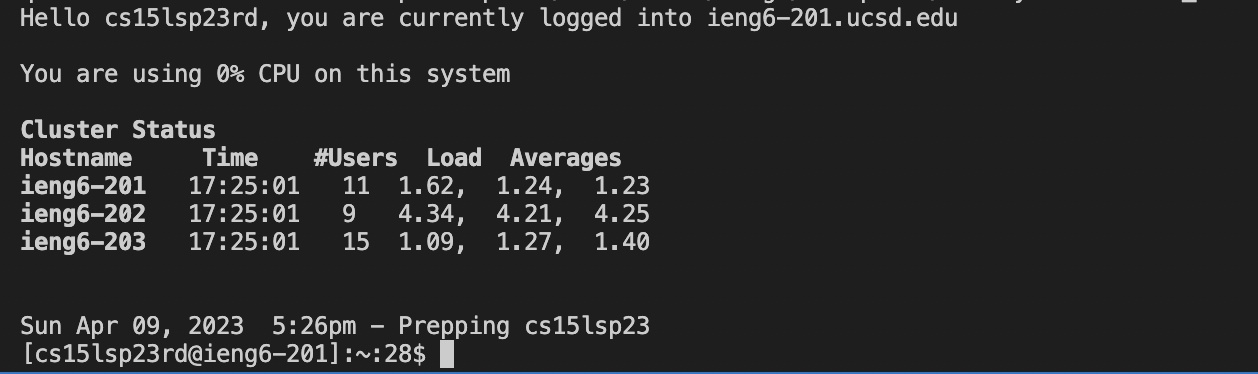 Hello cs15lsp23rd, you are currently logged into ieng6-201.ucsd.edu
You are using 0% CPU on this system
Cluster Status
Hostname     Time    #Users  Load  Averages
ieng6-201   17:25:01   11  1.62,  1.24,  1.23
ieng6-202   17:25:01   9   4.34,  4.21,  4.25
ieng6-203   17:25:01   15  1.09,  1.27,  1.40
Sun Apr 09, 2023  5:26pm - Prepping cs15lsp23
[cs15lsp23rd@ieng6-201]:~:28$